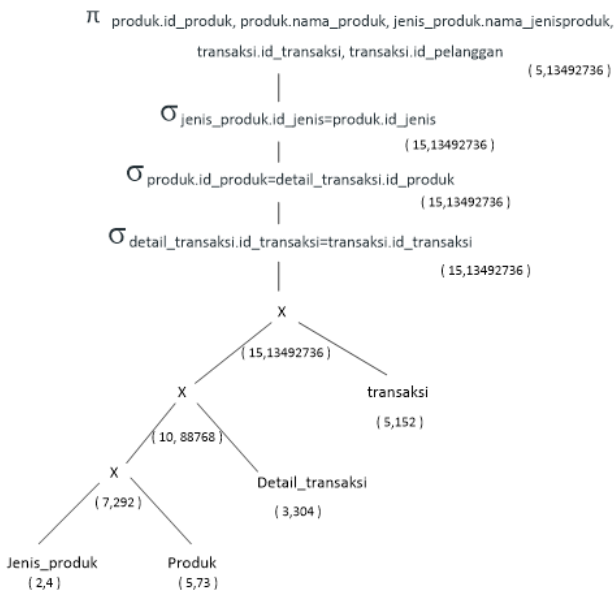 π produk.id_produk, produk.nama_produk, jenis_produk.nama_jenisproduk,
transaksi.id_transaksi, transaksi.id_pelanggan
( 5,13492736 )
σ jenis_produk.id_jenis=produk.id_jenis
( 15,13492736 )
σ produk.id_produk=detail_transaksi.id_produk
( 15,13492736 )
σ detail_transaksi.id_transaksi=transaksi.id_transaksi
( 15,13492736 )
X
( 15,13492736 )
X
transaksi
( 5,152 )
( 10, 88768 )
X
Detail_transaksi
( 7,292 )
( 3,304 )
Jenis_produk
Produk
( 2,4 )
( 5,73 )